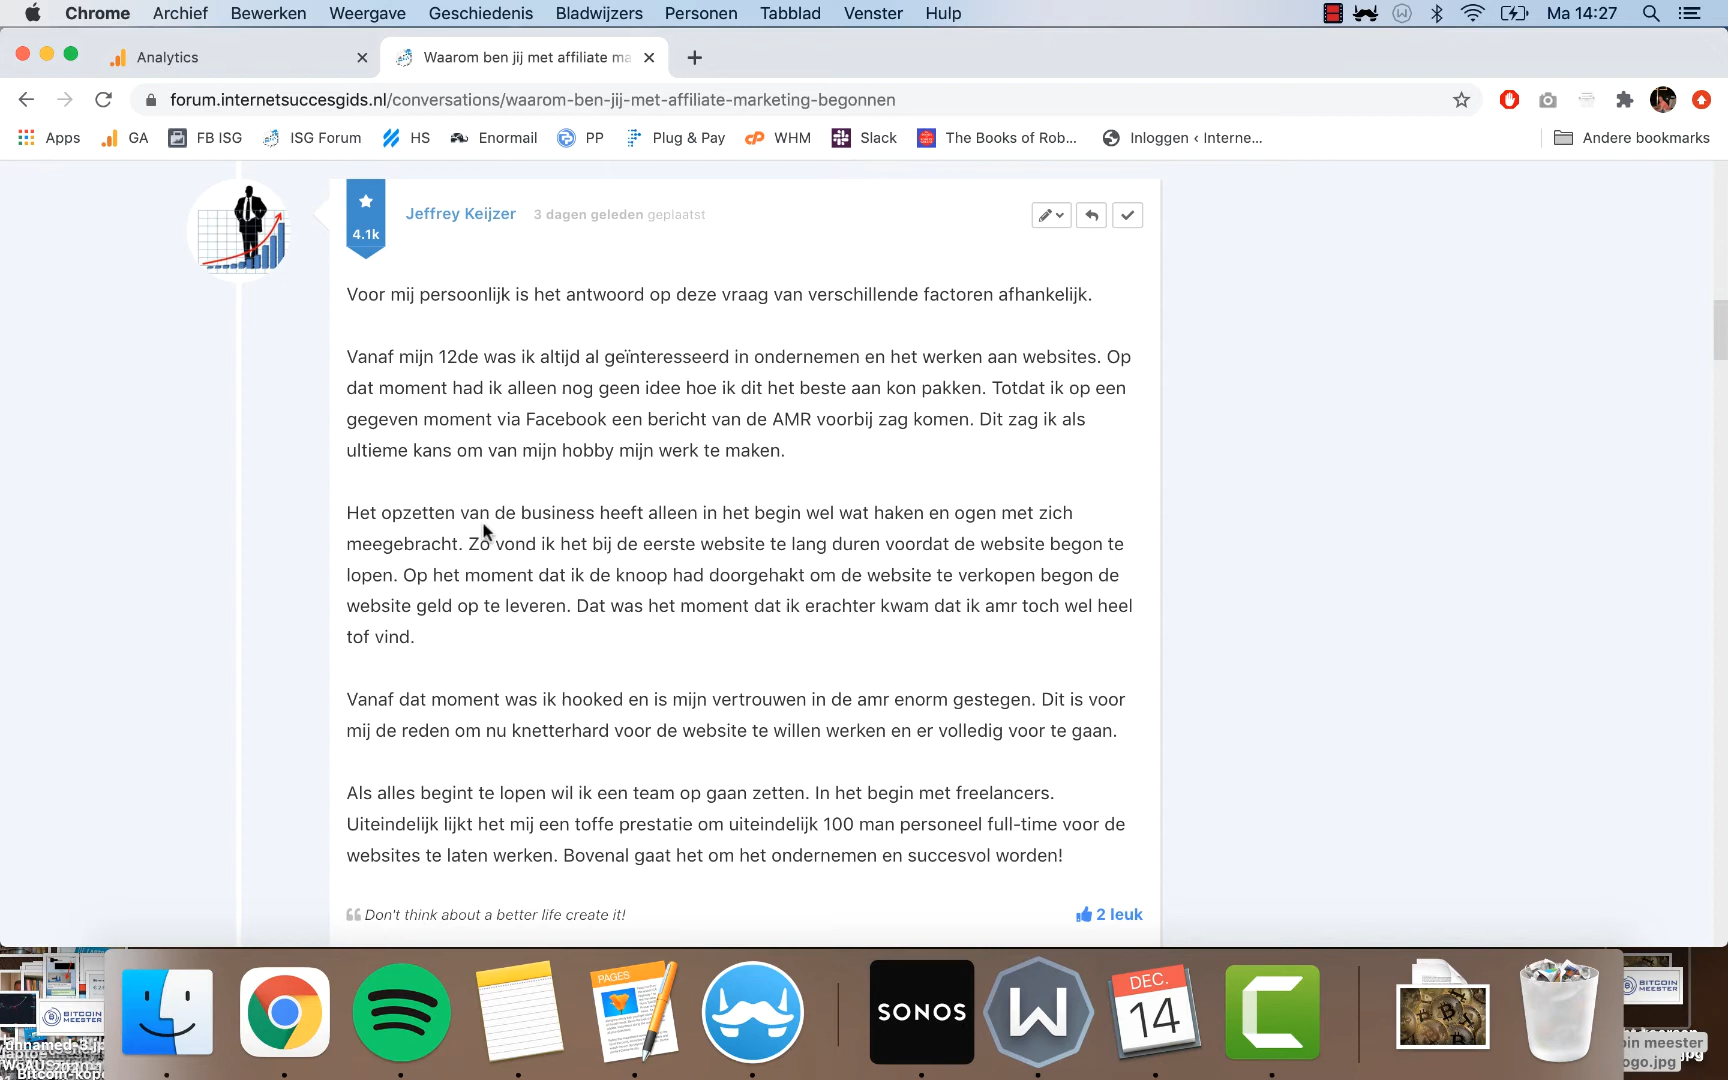 Chrome Archief Bewerken Weergave Geschiedenis Bladwijzers Personen Tabblad Venster Hulp Ma 14:27
Analytics Waarom ben jij met affiliate ma
forum.internetsuccesgids.nl/conversations/waarom-ben-jij-met-affiliate-marketing-begonnen
Apps GA FB ISG ISG Forum HS Enormail PP Plug & Pay WHM Slack The Books of Rob... Inloggen ‹ Interne... Andere bookmarks
4.1k
Jeffrey Keijzer 3 dagen geleden geplaatst
Voor mij persoonlijk is het antwoord op deze vraag van verschillende factoren afhankelijk.
Vanaf mijn 12de was ik altijd al geïnteresseerd in ondernemen en het werken aan websites. Op
dat moment had ik alleen nog geen idee hoe ik dit het beste aan kon pakken. Totdat ik op een
gegeven moment via Facebook een bericht van de AMR voorbij zag komen. Dit zag ik als
ultieme kans om van mijn hobby mijn werk te maken.
Het opzetten van de business heeft alleen in het begin wel wat haken en ogen met zich
meegebracht. Zo vond ik het bij de eerste website te lang duren voordat de website begon te
lopen. Op het moment dat ik de knoop had doorgehakt om de website te verkopen begon de
website geld op te leveren. Dat was het moment dat ik erachter kwam dat ik amr toch wel heel
tof vind.
Vanaf dat moment was ik hooked en is mijn vertrouwen in de amr enorm gestegen. Dit is voor
mij de reden om nu knetterhard voor de website te willen werken en er volledig voor te gaan.
Als alles begint te lopen wil ik een team op gaan zetten. In het begin met freelancers.
Uiteindelijk lijkt het mij een toffe prestatie om uiteindelijk 100 man personeel full-time voor de
websites te laten werken. Bovenal gaat het om het ondernemen en succesvol worden!
Don't think about a better life create it!
2 leuk
PAGES
SONOS
DEC.
14
BITCOIN
MEESTER